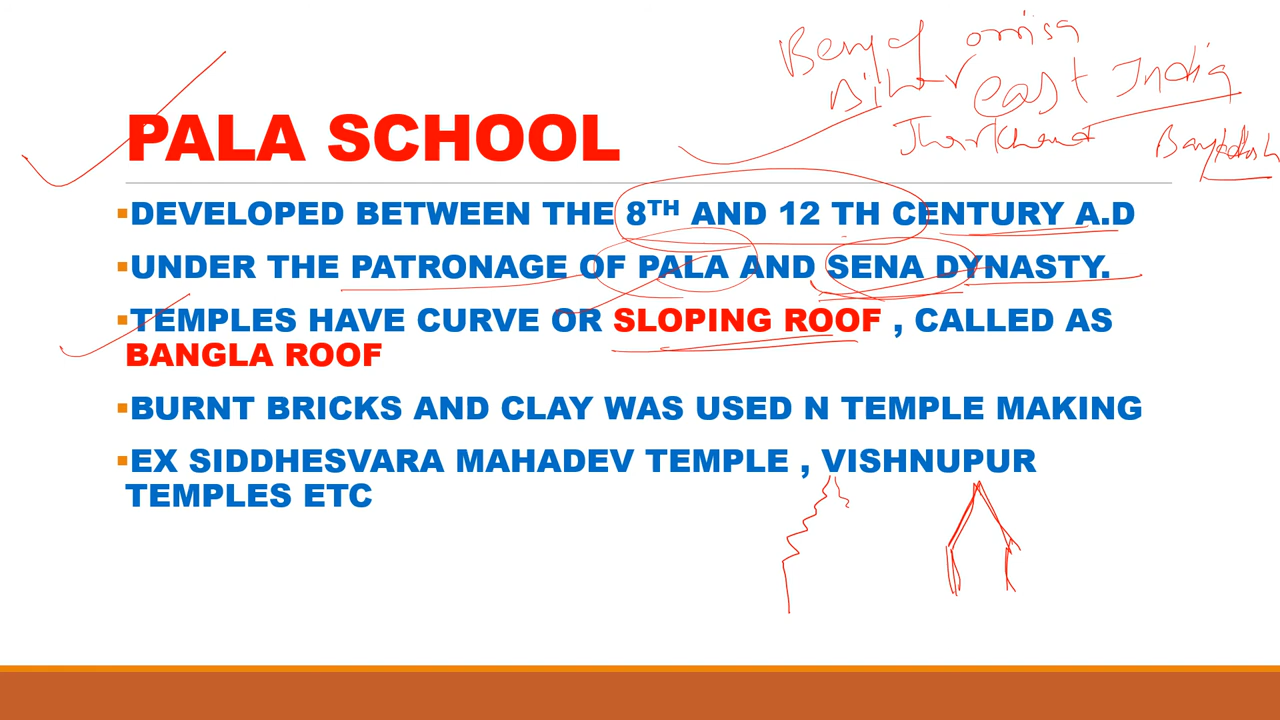 Bengal orrisa
Bihar east India
Jharkhand Bangladesh
PALA SCHOOL
▪DEVELOPED BETWEEN THE 8TH AND 12 TH CENTURY A.D
▪UNDER THE PATRONAGE OF PALA AND SENA DYNASTY.
▪TEMPLES HAVE CURVE OR SLOPING ROOF , CALLED AS
BANGLA ROOF
▪BURNT BRICKS AND CLAY WAS USED N TEMPLE MAKING
▪EX SIDDHESVARA MAHADEV TEMPLE , VISHNUPUR
TEMPLES ETC